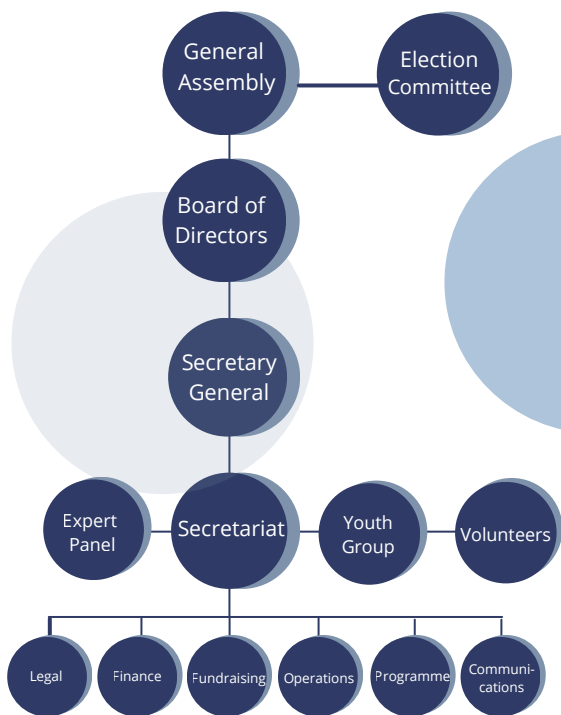 General
Assembly
Election
Committee
Board of
Directors
Secretary
General
Expert
Panel
Secretariat
Youth
Group
Volunteers
Legal
Finance
Fundraising
Operations
Programme
Communi-
cations